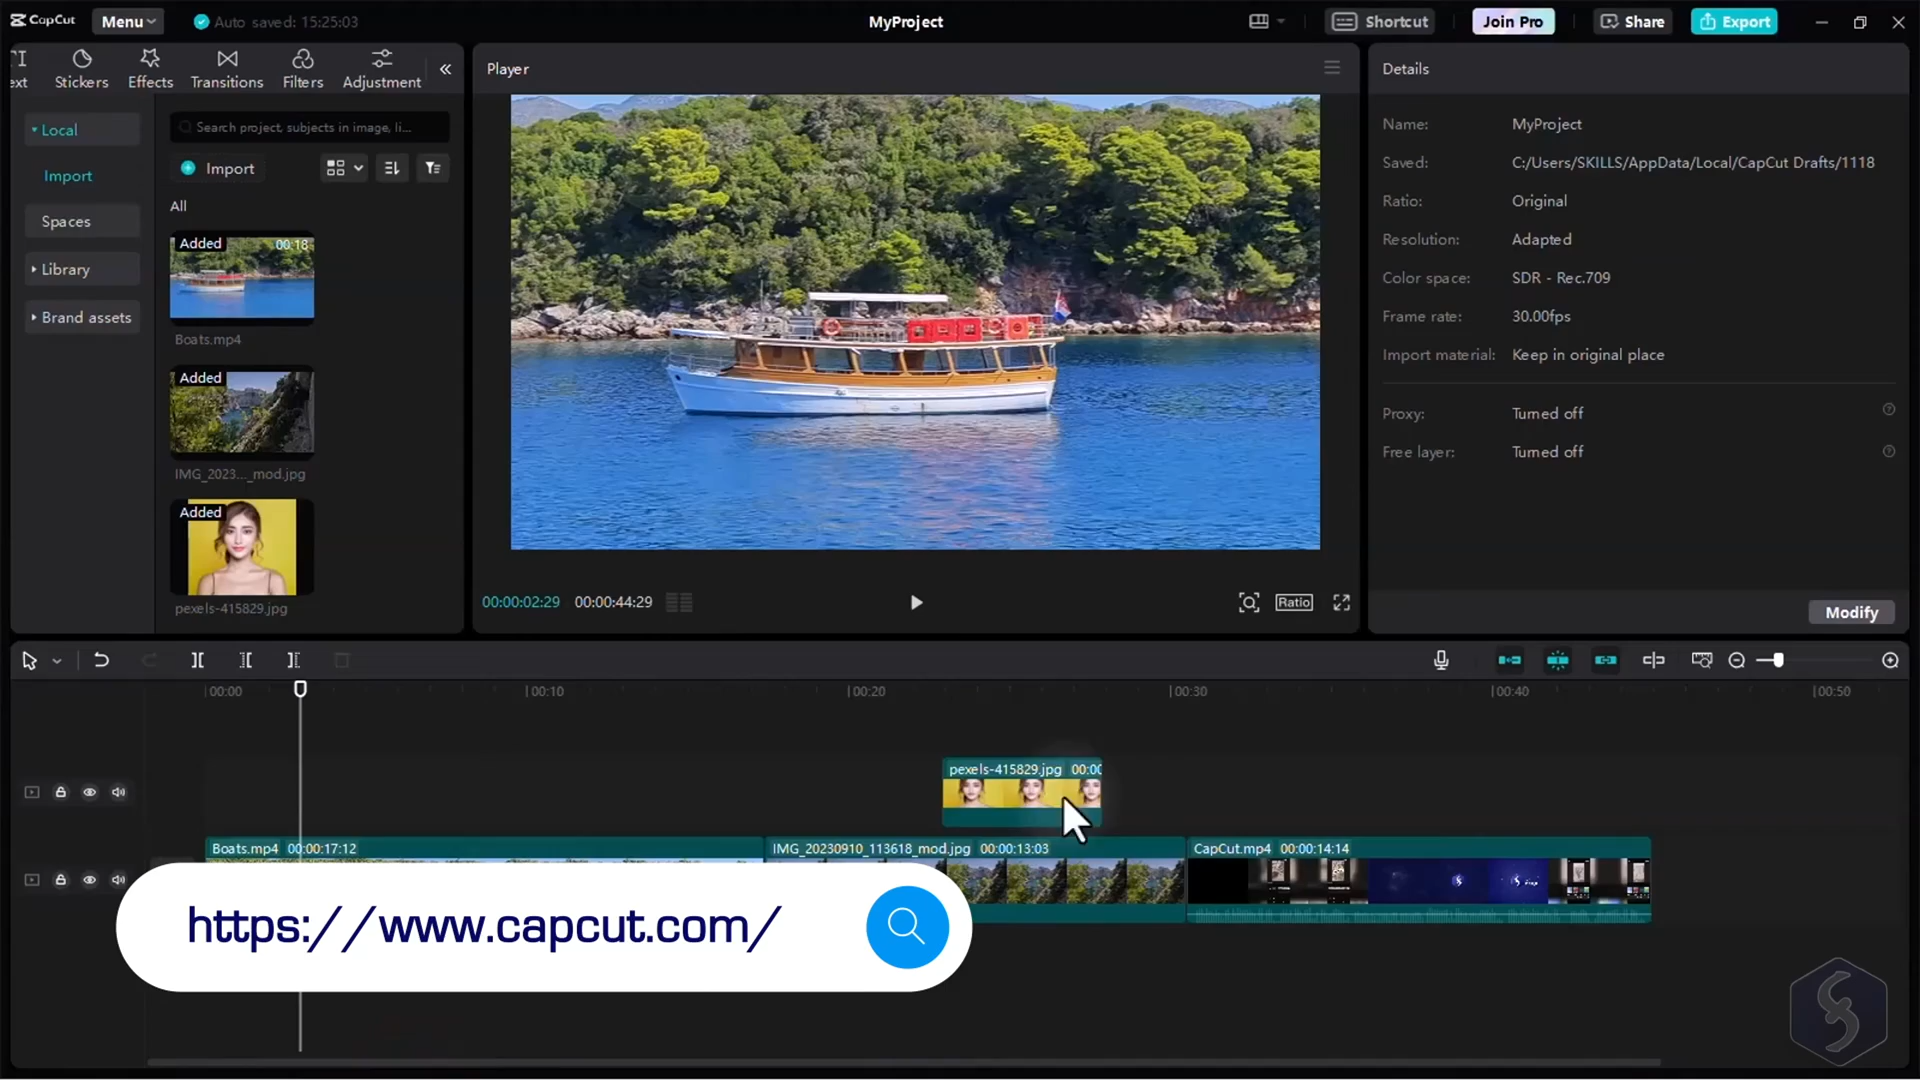 CapCut
Menu
Auto saved: 15:25:03
MyProject
Shortcut
Join Pro
Share
Export
ext
Stickers
Effects
Transitions
Filters
Adjustment
Player
Details
Local
Import
Spaces
Library
Brand assets
Search project, subjects in image, li...
Import
All
Added
00:18
Boats.mp4
Added
IMG_2023..._mod.jpg
Added
pexels-415829.jpg
Name:
MyProject
Saved:
C:/Users/SKILLS/AppData/Local/CapCut Drafts/1118
Ratio:
Original
Resolution:
Adapted
Color space:
SDR - Rec.709
Frame rate:
30.00fps
Import material:
Keep in original place
Proxy:
Turned off
Free layer:
Turned off
00:00:02:29
00:00:44:29
Ratio
Modify
00:00
00:10
00:20
00:30
00:40
00:50
pexels-415829.jpg 00:00
Boats.mp4 00:00:17:12
IMG_20230910_113618_mod.jpg 00:00:13:03
CapCut.mp4 00:00:14:14
https://www.capcut.com/